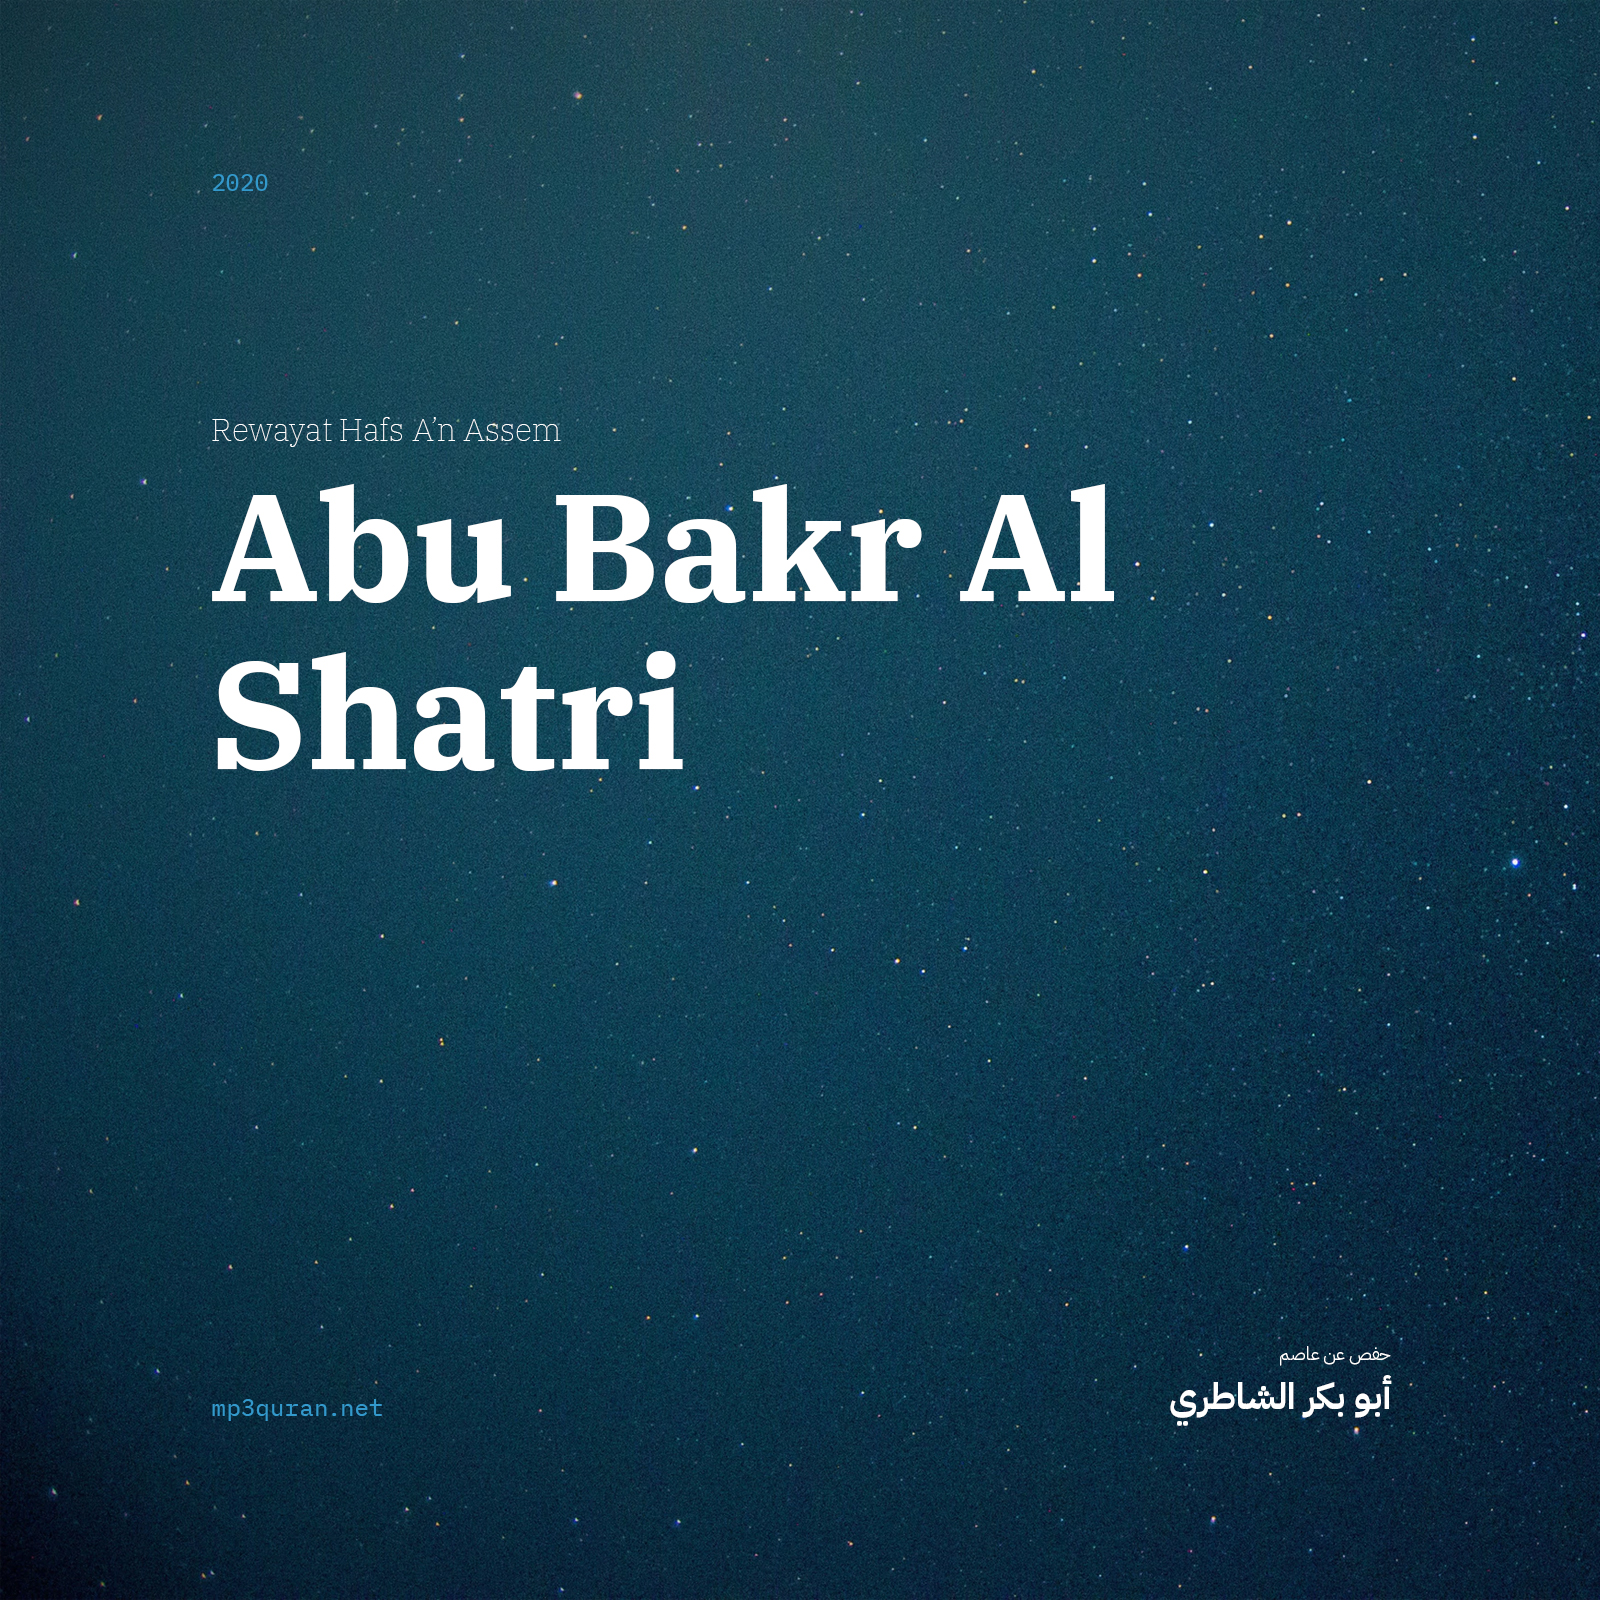 2020
Rewayat Hafs A’n Assem
Abu Bakr Al
Shatri
حفص عن عاصم
أبو بكر الشاطري
mp3quran.net